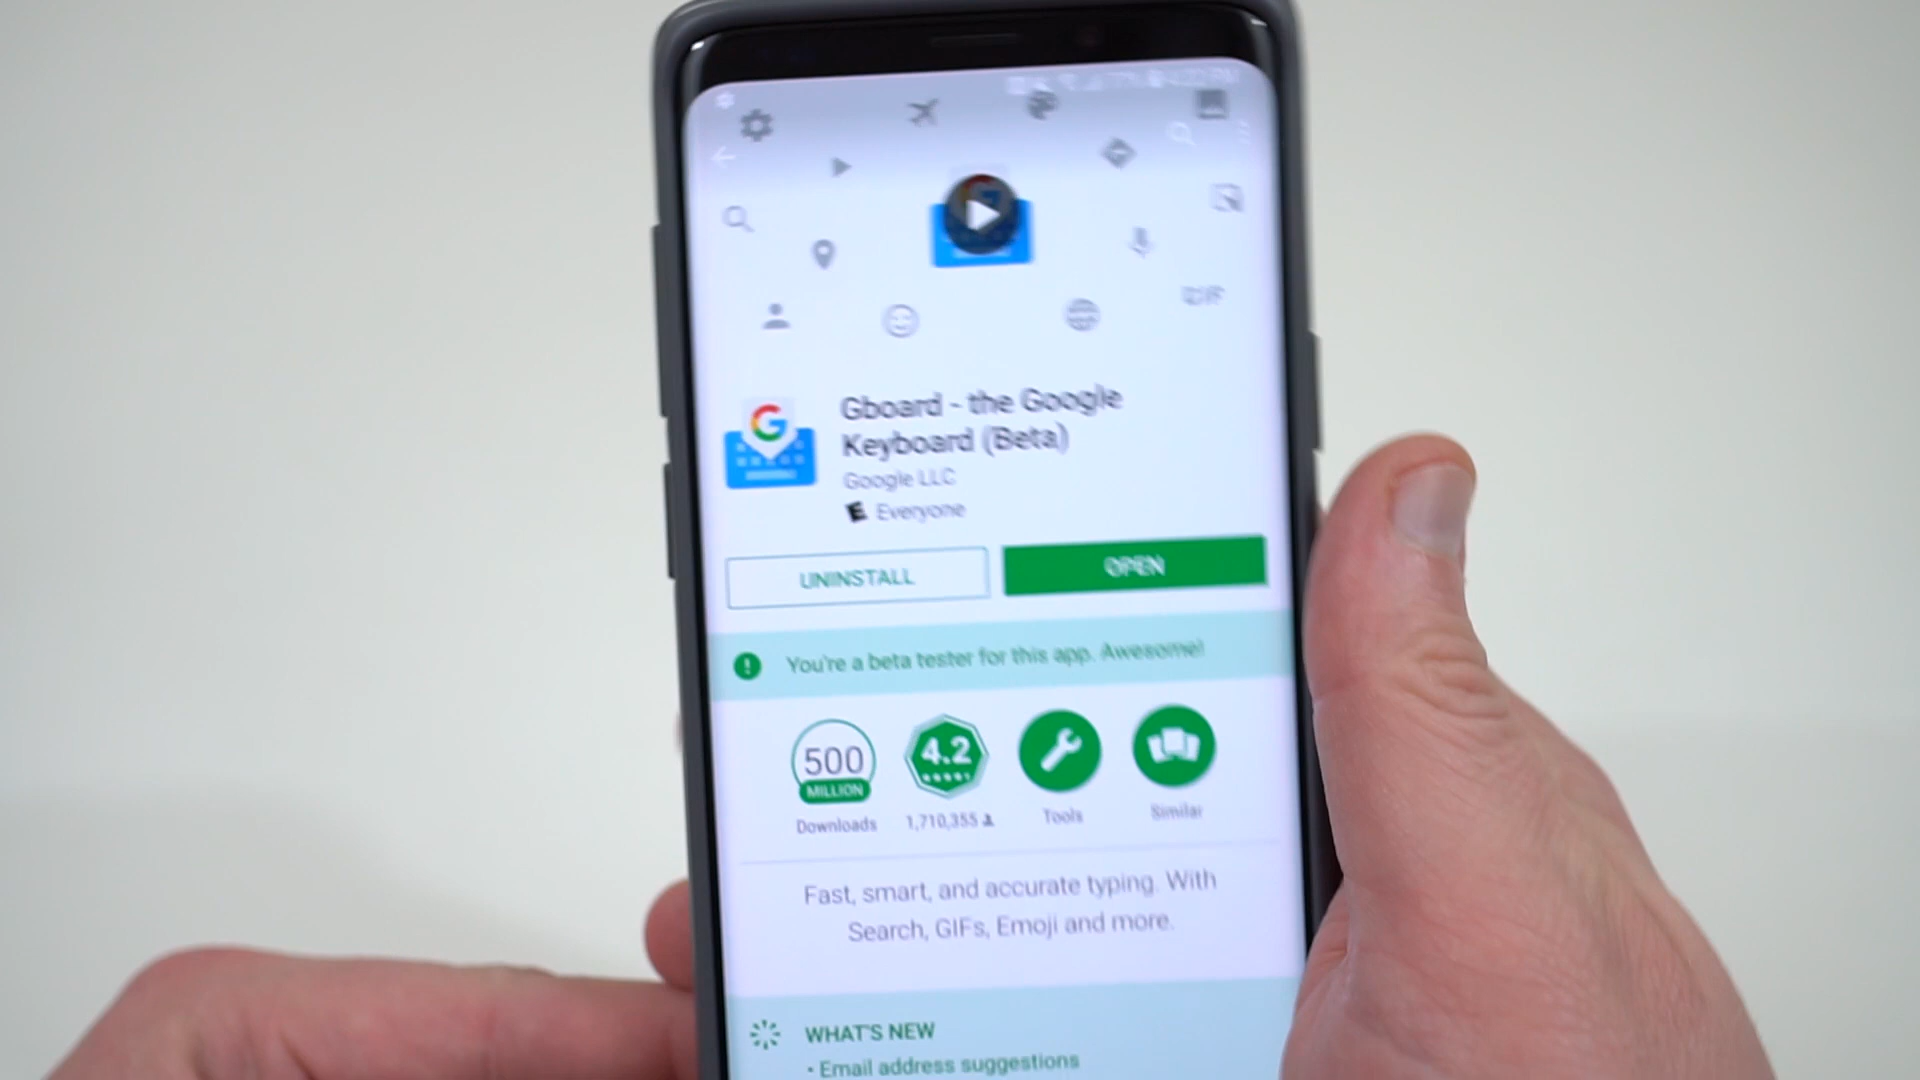 GIF
Gboard - the Google
Keyboard (Beta)
Google LLC
E Everyone
UNINSTALL
OPEN
You're a beta tester for this app. Awesome!
500
MILLION
4.2
Downloads
1,710,355
Tools
Similar
Fast, smart, and accurate typing. With
Search, GIFs, Emoji and more.
WHAT'S NEW
• Email address suggestions